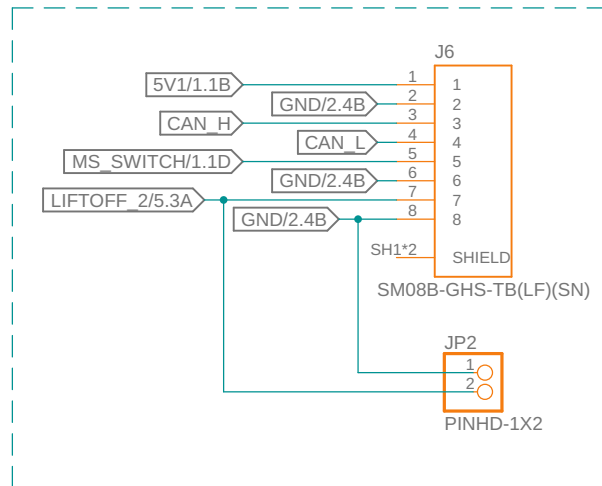 J6
5V1/1.1B 1 1
GND/2.4B 2 2
CAN_H 3 3
CAN_L 4 4
MS_SWITCH/1.1D 5 5
GND/2.4B 6 6
LIFTOFF_2/5.3A 7 7
GND/2.4B 8 8
SH1*2 SHIELD
SM08B-GHS-TB(LF)(SN)
JP2
1
2
PINHD-1X2